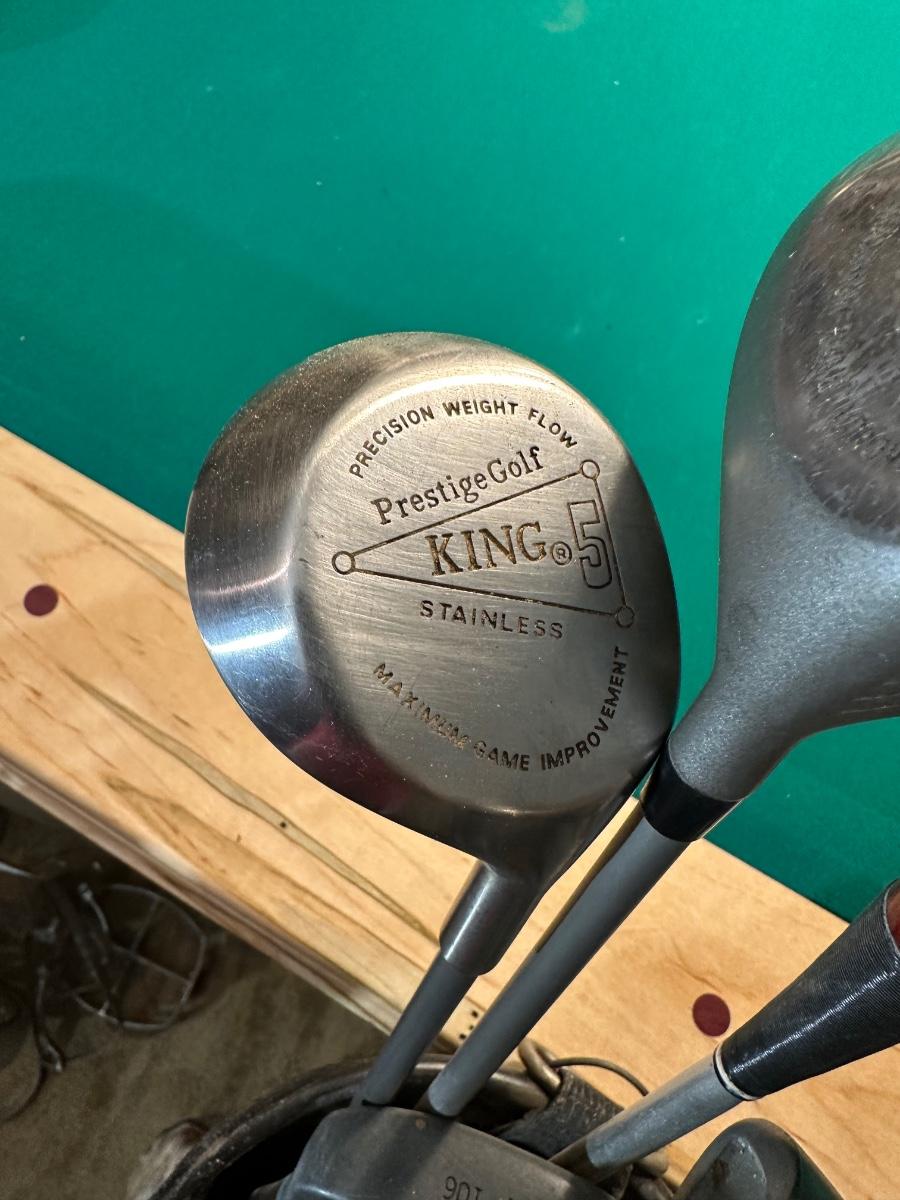 PRECISION WEIGHT FLOW
PrestigeGolf
KING® 5
STAINLESS
MAXIMUM GAME IMPROVEMENT